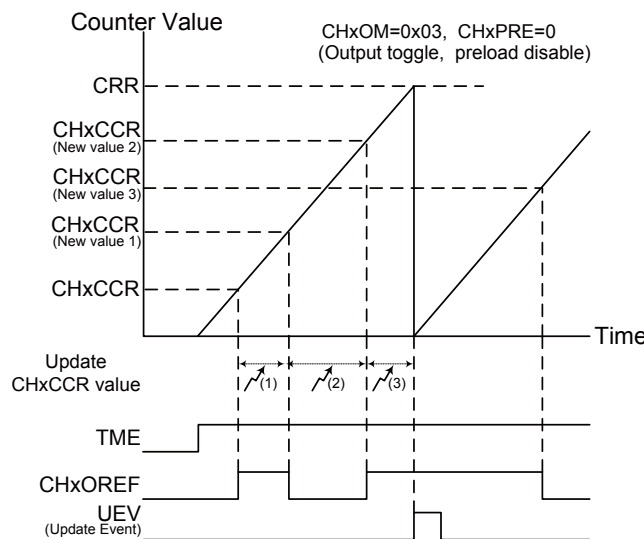 Counter Value
CHxOM=0x03, CHxPRE=0
(Output toggle, preload disable)
CRR
CHxCCR
(New value 2)
CHxCCR
(New value 3)
CHxCCR
(New value 1)
CHxCCR
Time
Update
CHxCCR value
(1)
(2)
(3)
TME
CHxOREF
UEV
(Update Event)